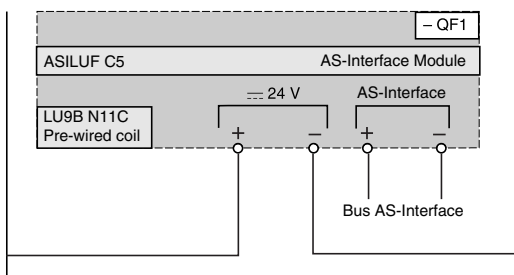 – QF1
ASILUF C5 AS-Interface Module
⎓ 24 V AS-Interface
LU9B N11C
Pre-wired coil
+ – + –
Bus AS-Interface